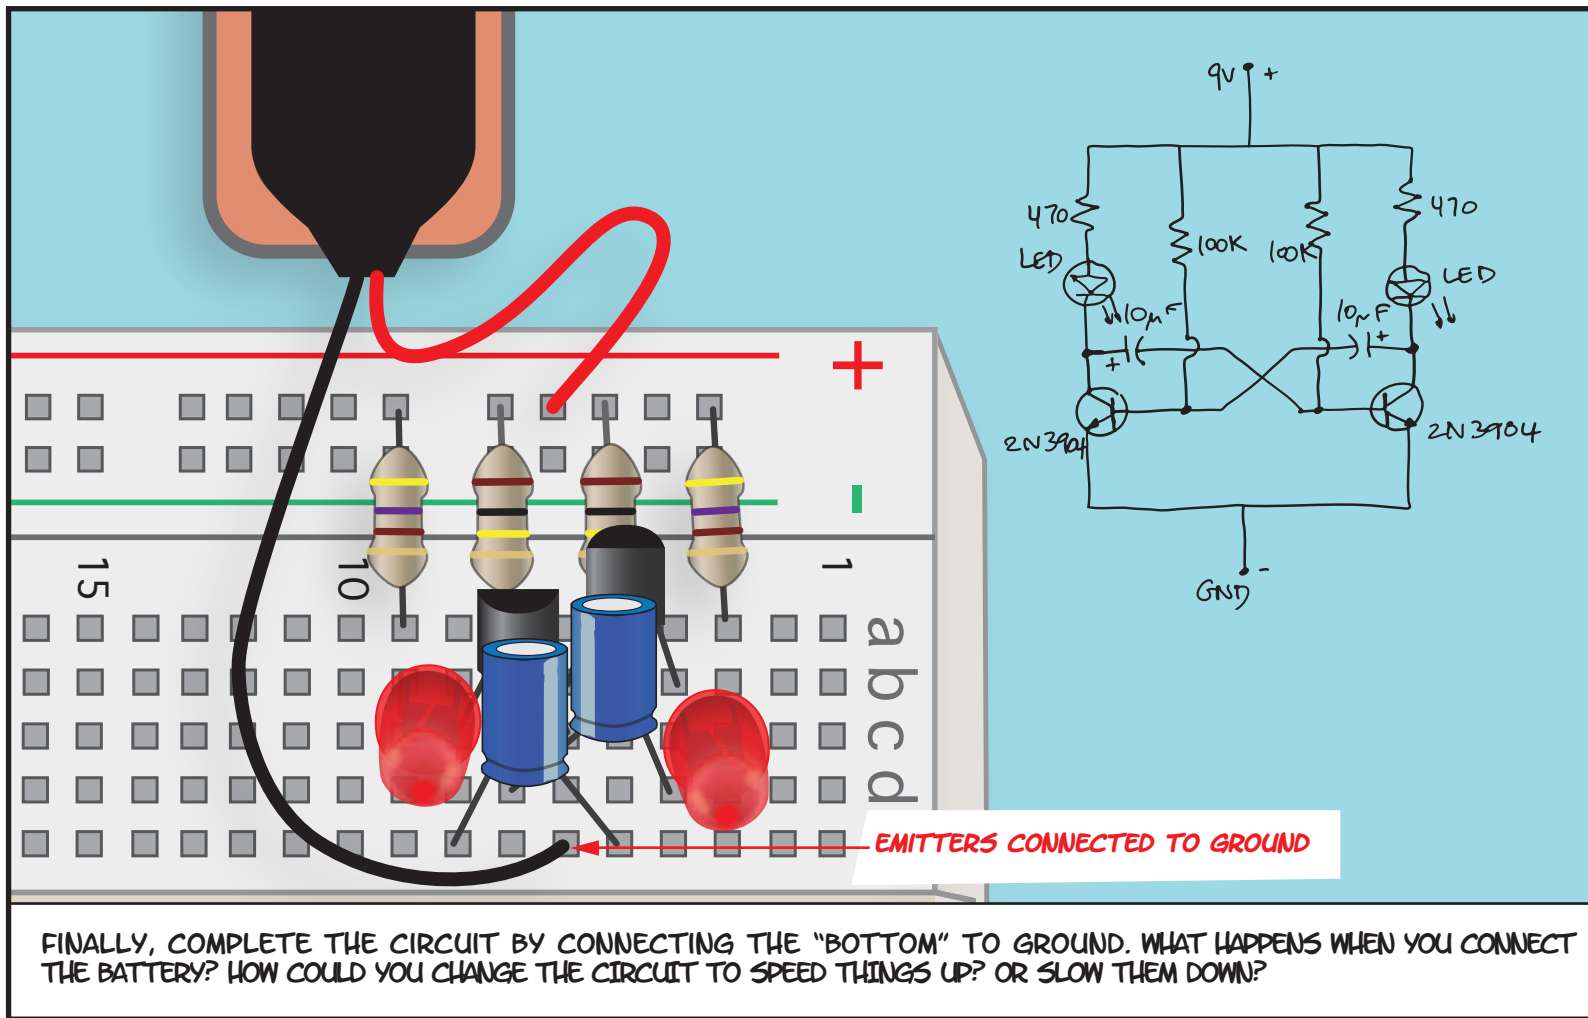 9V +
470
470
100K
100K
LED
LED
10μF
10μF
+
+
2N3904
2N3904
GND -
+
-
15
10
1
a
b
c
d
EMITTERS CONNECTED TO GROUND
FINALLY, COMPLETE THE CIRCUIT BY CONNECTING THE "BOTTOM" TO GROUND. WHAT HAPPENS WHEN YOU CONNECT
THE BATTERY? HOW COULD YOU CHANGE THE CIRCUIT TO SPEED THINGS UP? OR SLOW THEM DOWN?